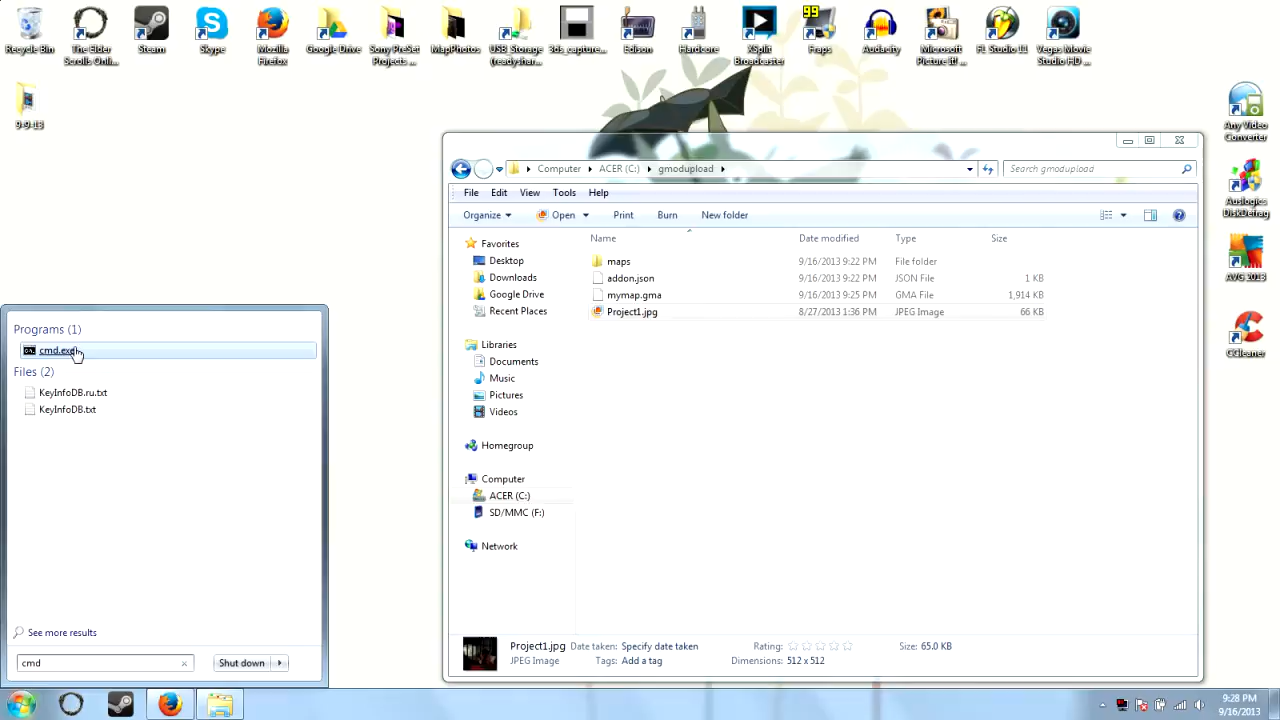 Recycle Bin
The Elder
Scrolls Onli...
Steam
Skype
Mozilla
Firefox
Google Drive
Sony PreSet
Projects ...
MapPhotos
USB_Storage
(readyshar...
3ds_capture...
Edison
Hardcore
XSplit
Broadcaster
99
Fraps
Audacity
Microsoft
Picture it! ...
FL Studio 11
Vegas Movie
Studio HD ...
9-9-13
Any Video
Converter
Auslogics
DiskDefrag
AVG 2013
CCleaner
Computer ACER (C:) gmodupload
Search gmodupload
File Edit View Tools Help
Organize Open Print Burn New folder
Name Date modified Type Size
maps 9/16/2013 9:22 PM File folder
addon.json 9/16/2013 9:22 PM JSON File 1 KB
mymap.gma 9/16/2013 9:25 PM GMA File 1,914 KB
Project1.jpg 8/27/2013 1:36 PM JPEG Image 66 KB
Favorites
Desktop
Downloads
Google Drive
Recent Places
Libraries
Documents
Music
Pictures
Videos
Homegroup
Computer
ACER (C:)
SD/MMC (F:)
Network
Project1.jpg Date taken: Specify date taken Rating: Size: 65.0 KB
JPEG Image Tags: Add a tag Dimensions: 512 x 512
Programs (1)
cmd.exe
Files (2)
KeyInfoDB.ru.txt
KeyInfoDB.txt
See more results
cmd
Shut down
9:28 PM
9/16/2013